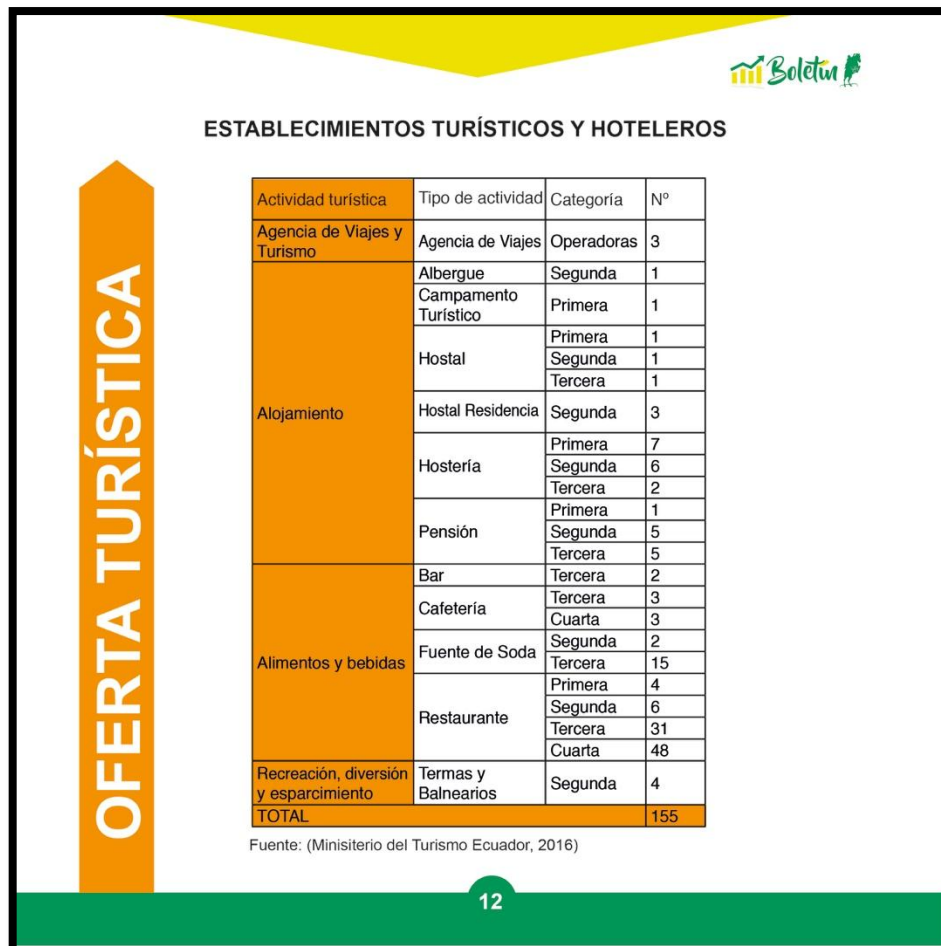 Boletín
ESTABLECIMIENTOS TURÍSTICOS Y HOTELEROS
OFERTA TURÍSTICA
Actividad turística Tipo de actividad Categoría Nº
Agencia de Viajes y Turismo Agencia de Viajes Operadoras 3
Alojamiento Albergue Segunda 1
Campamento Turístico Primera 1
Hostal Primera 1
Segunda 1
Tercera 1
Hostal Residencia Segunda 3
Hostería Primera 7
Segunda 6
Tercera 2
Pensión Primera 1
Segunda 5
Tercera 5
Alimentos y bebidas Bar Tercera 2
Cafetería Tercera 3
Cuarta 3
Fuente de Soda Segunda 2
Tercera 15
Restaurante Primera 4
Segunda 6
Tercera 31
Cuarta 48
Recreación, diversión y esparcimiento Termas y Balnearios Segunda 4
TOTAL 155
Fuente: (Minisiterio del Turismo Ecuador, 2016)
12